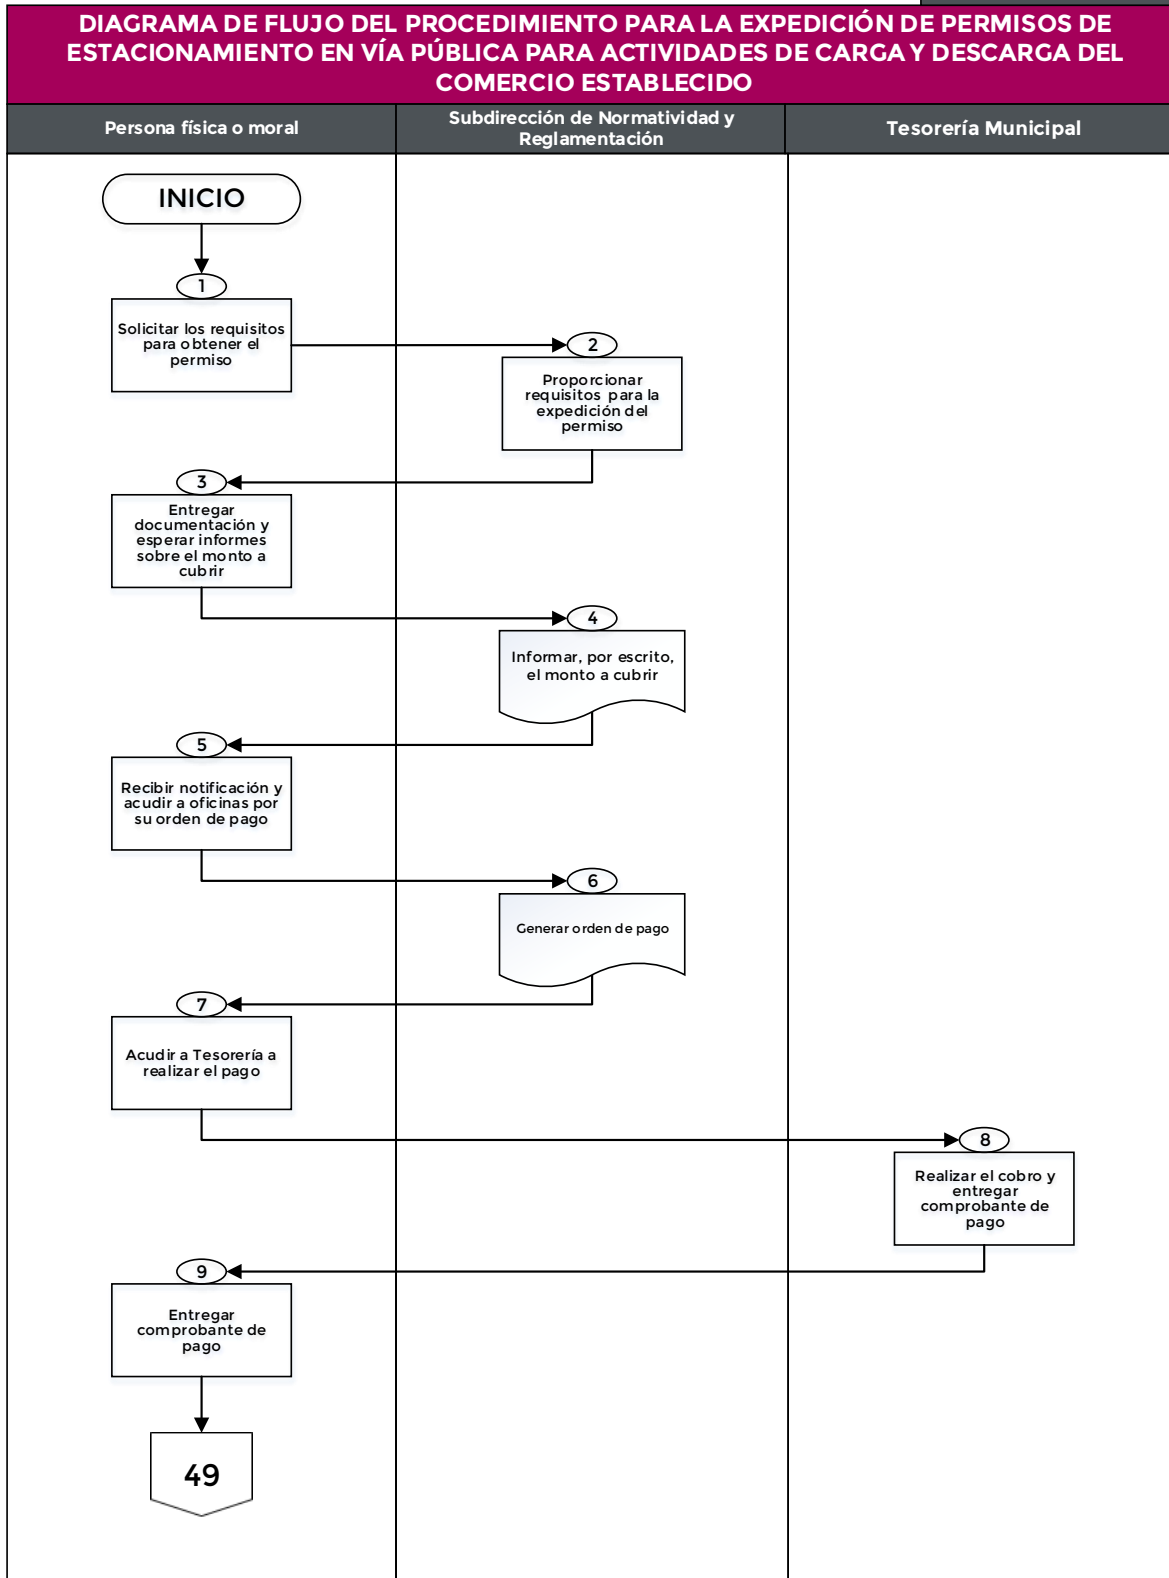 DIAGRAMA DE FLUJO DEL PROCEDIMIENTO PARA LA EXPEDICIÓN DE PERMISOS DE
ESTACIONAMIENTO EN VÍA PÚBLICA PARA ACTIVIDADES DE CARGA Y DESCARGA DEL
COMERCIO ESTABLECIDO
Persona física o moral
Subdirección de Normatividad y
Reglamentación
Tesorería Municipal
INICIO
1
Solicitar los requisitos
para obtener el
permiso
2
Proporcionar
requisitos para la
expedición del
permiso
3
Entregar
documentación y
esperar informes
sobre el monto a
cubrir
4
Informar, por escrito,
el monto a cubrir
5
Recibir notificación y
acudir a oficinas por
su orden de pago
6
Generar orden de pago
7
Acudir a Tesorería a
realizar el pago
8
Realizar el cobro y
entregar
comprobante de
pago
9
Entregar
comprobante de
pago
49